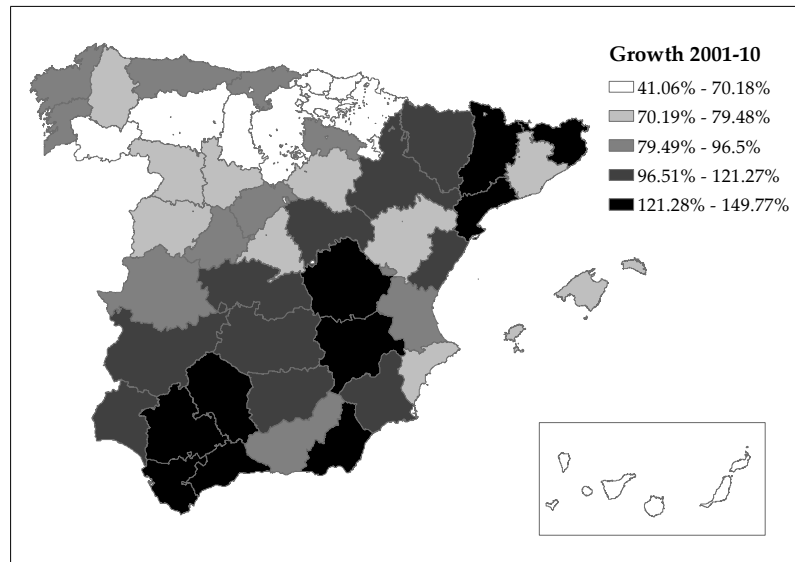 Growth 2001-10
41.06% - 70.18%
70.19% - 79.48%
79.49% - 96.5%
96.51% - 121.27%
121.28% - 149.77%